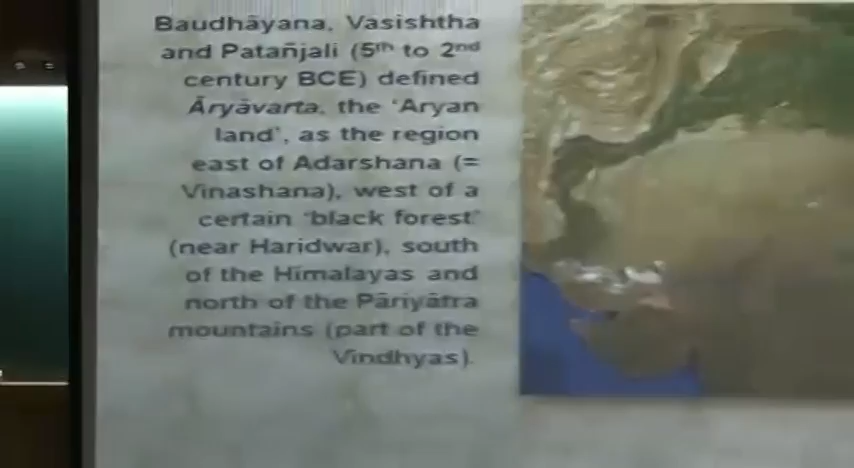 Baudhāyana, Vasishtha
and Patañjali (5th to 2nd
century BCE) defined
Āryāvarta, the ‘Aryan
land’, as the region
east of Adarshana (=
Vinashana), west of a
certain ‘black forest’
(near Haridwar), south
of the Himalayas and
north of the Pāriyātra
mountains (part of the
Vindhyas).